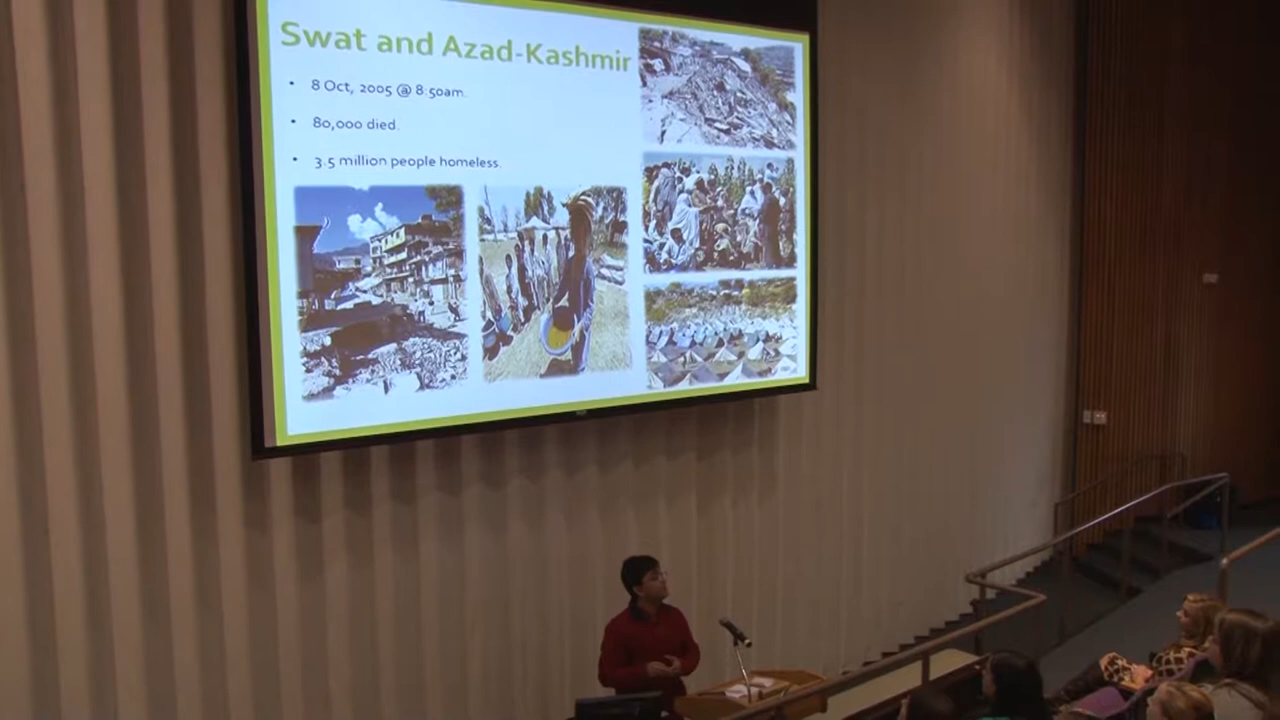 Swat and Azad-Kashmir
• 8 Oct, 2005 @ 8:50am.
• 80,000 died.
• 3.5 million people homeless.